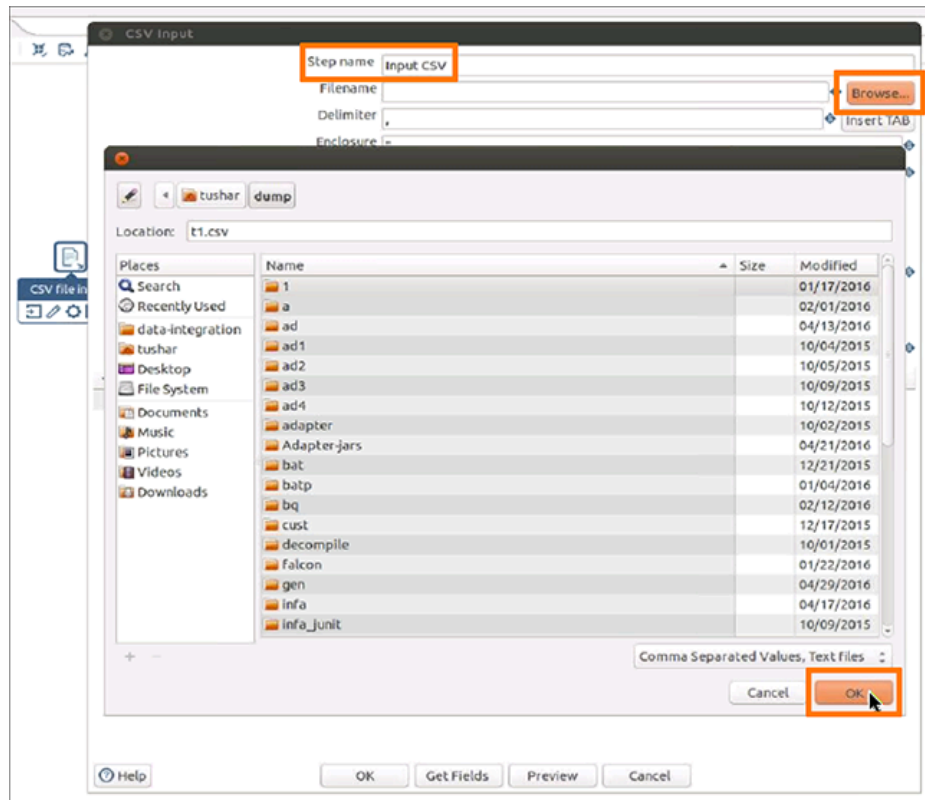 CSV Input
Step name Input CSV
Filename Browse...
Delimiter , Insert TAB
Enclosure "
tushar dump
Location: t1.csv
Places Name Size Modified
Search 1 01/17/2016
Recently Used a 02/01/2016
data-integration ad 04/13/2016
tushar ad1 10/04/2015
Desktop ad2 10/05/2015
File System ad3 10/09/2015
Documents ad4 10/12/2015
Music adapter 10/02/2015
Pictures Adapter-jars 04/21/2016
Videos bat 12/21/2015
Downloads batp 01/04/2016
bq 02/12/2016
cust 12/17/2015
decompile 10/01/2015
falcon 01/22/2016
gen 04/29/2016
infa 04/17/2016
infa_junit 10/09/2015
CSV file in
Comma Separated Values, Text files
Cancel OK
Help OK Get Fields Preview Cancel